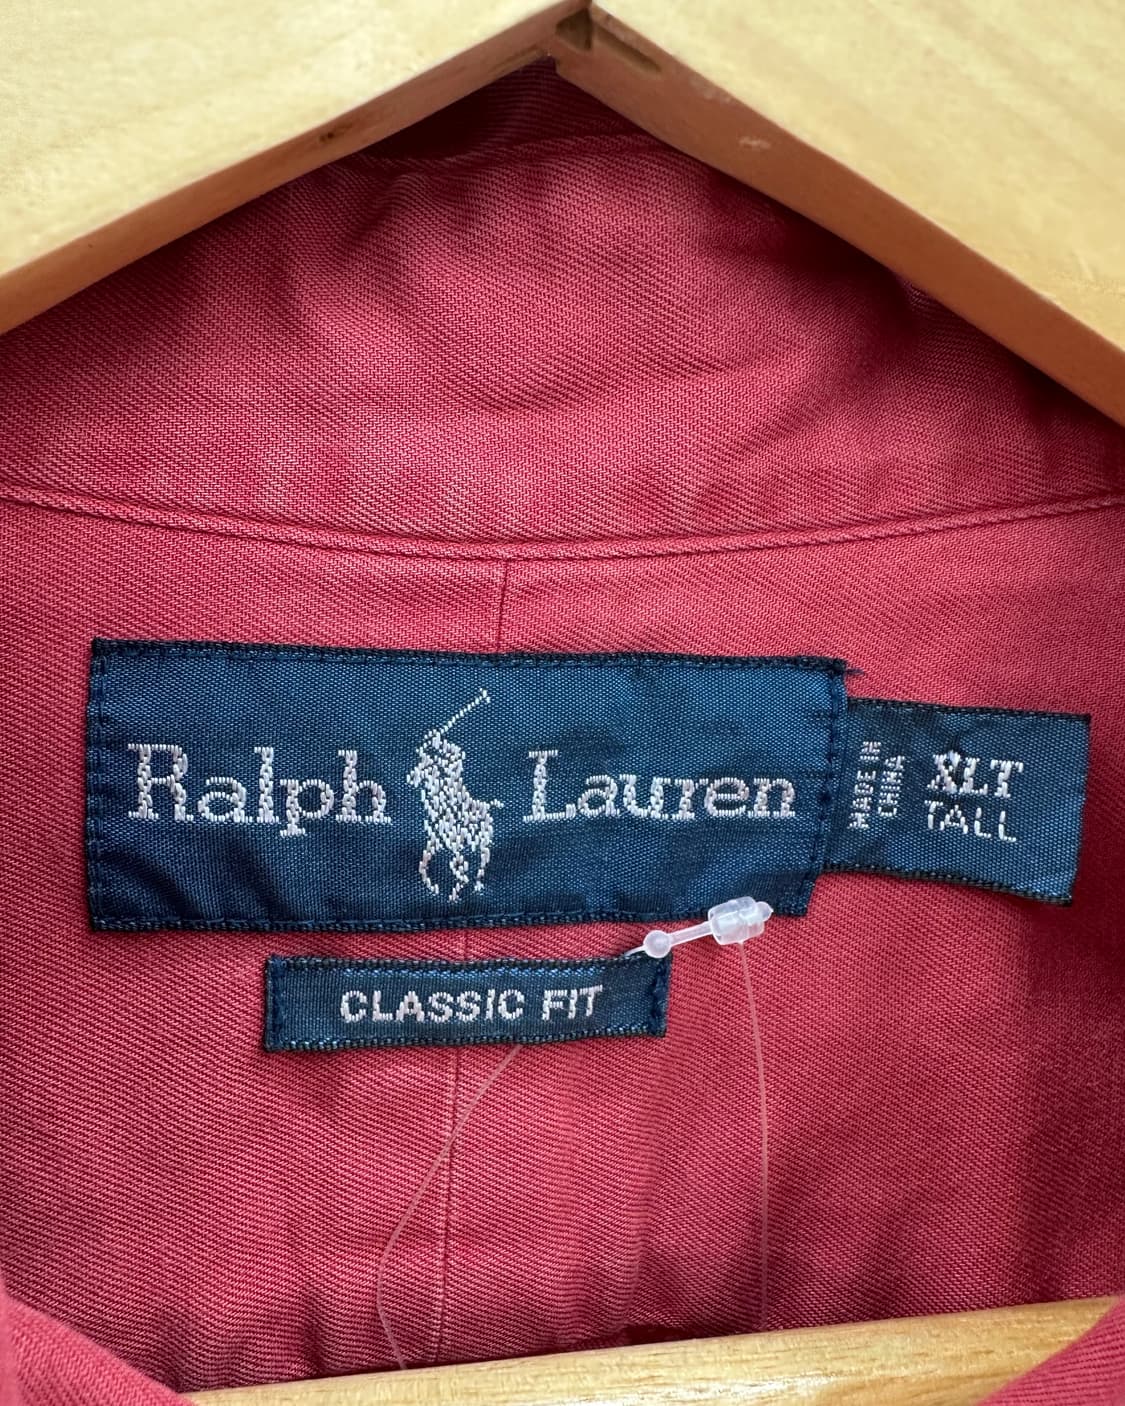 Ralph Lauren
MADE IN
CHINA
XLT
TALL
CLASSIC FIT